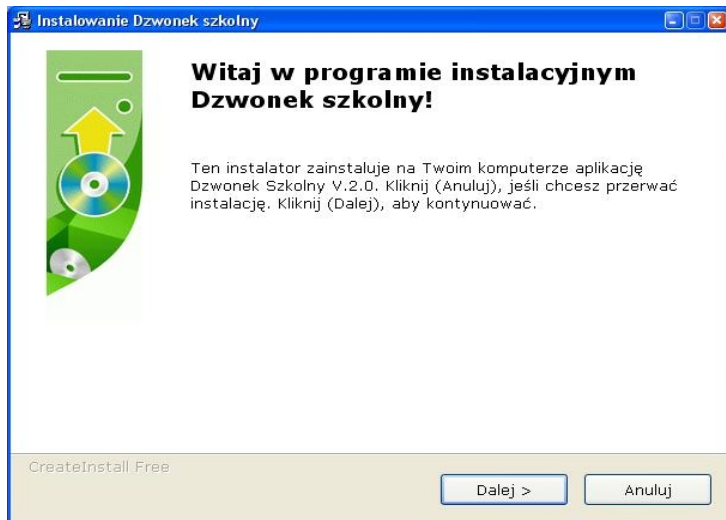 Instalowanie Dzwonek szkolny
Witaj w programie instalacyjnym
Dzwonek szkolny!
Ten instalator zainstaluje na Twoim komputerze aplikację
Dzwonek Szkolny V.2.0. Kliknij (Anuluj), jeśli chcesz przerwać
instalację. Kliknij (Dalej), aby kontynuować.
CreateInstall Free
Dalej >
Anuluj